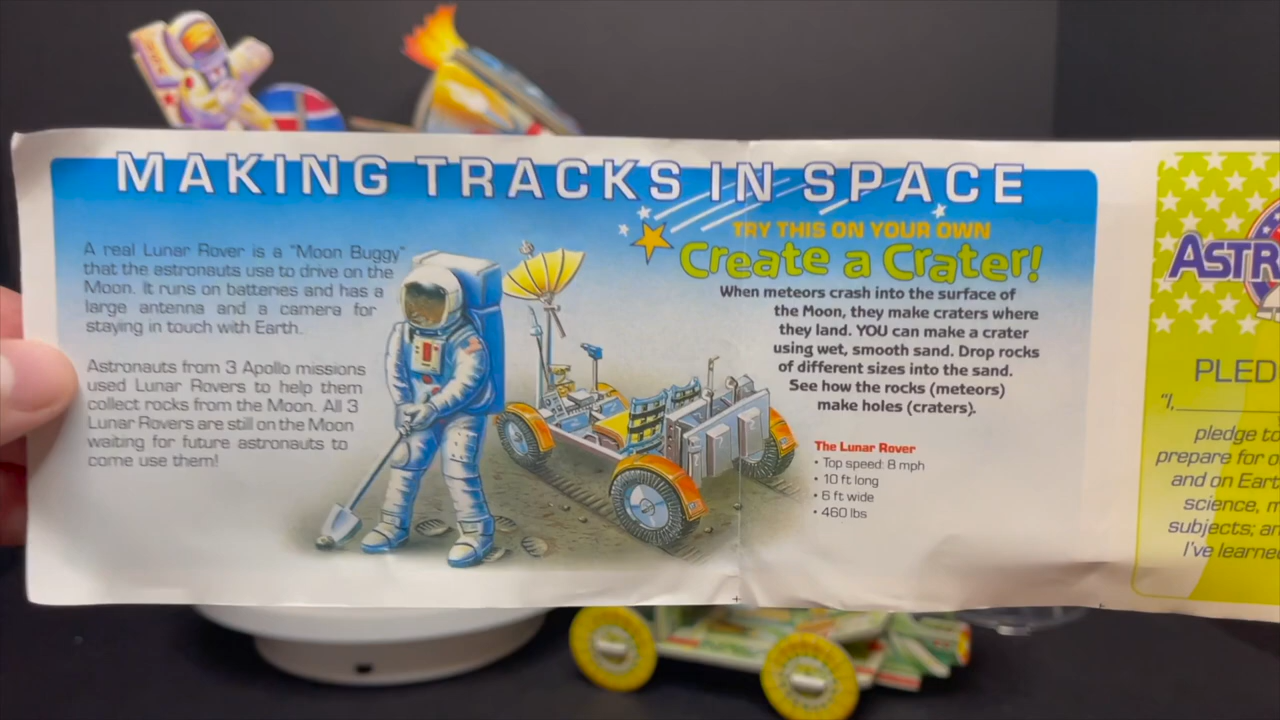 MAKING TRACKS IN SPACE
A real Lunar Rover is a "Moon Buggy"
that the astronauts use to drive on the
Moon. It runs on batteries and has a
large antenna and a camera for
staying in touch with Earth.
Astronauts from 3 Apollo missions
used Lunar Rovers to help them
collect rocks from the Moon. All 3
Lunar Rovers are still on the Moon
waiting for future astronauts to
come use them!
TRY THIS ON YOUR OWN
Create a Crater!
When meteors crash into the surface of
the Moon, they make craters where
they land. YOU can make a crater
using wet, smooth sand. Drop rocks
of different sizes into the sand.
See how the rocks (meteors)
make holes (craters).
The Lunar Rover
• Top speed: 8 mph
• 10 ft long
• 6 ft wide
• 460 lbs
ASTR
PLED
"I,
pledge to
prepare for o
and on Eart
science, m
subjects; an
I've learne